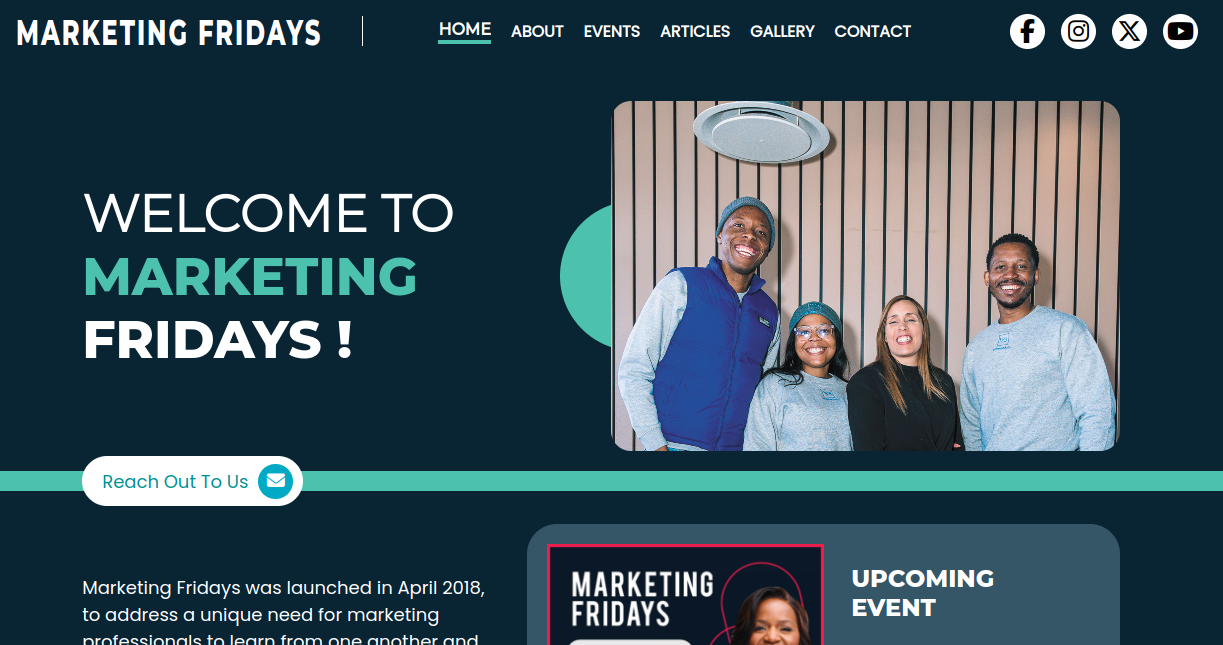 MARKETING FRIDAYS
HOME ABOUT EVENTS ARTICLES GALLERY CONTACT
WELCOME TO
MARKETING
FRIDAYS !
Reach Out To Us
Marketing Fridays was launched in April 2018,
to address a unique need for marketing
professionals to learn from one another and
MARKETING
FRIDAYS
UPCOMING
EVENT